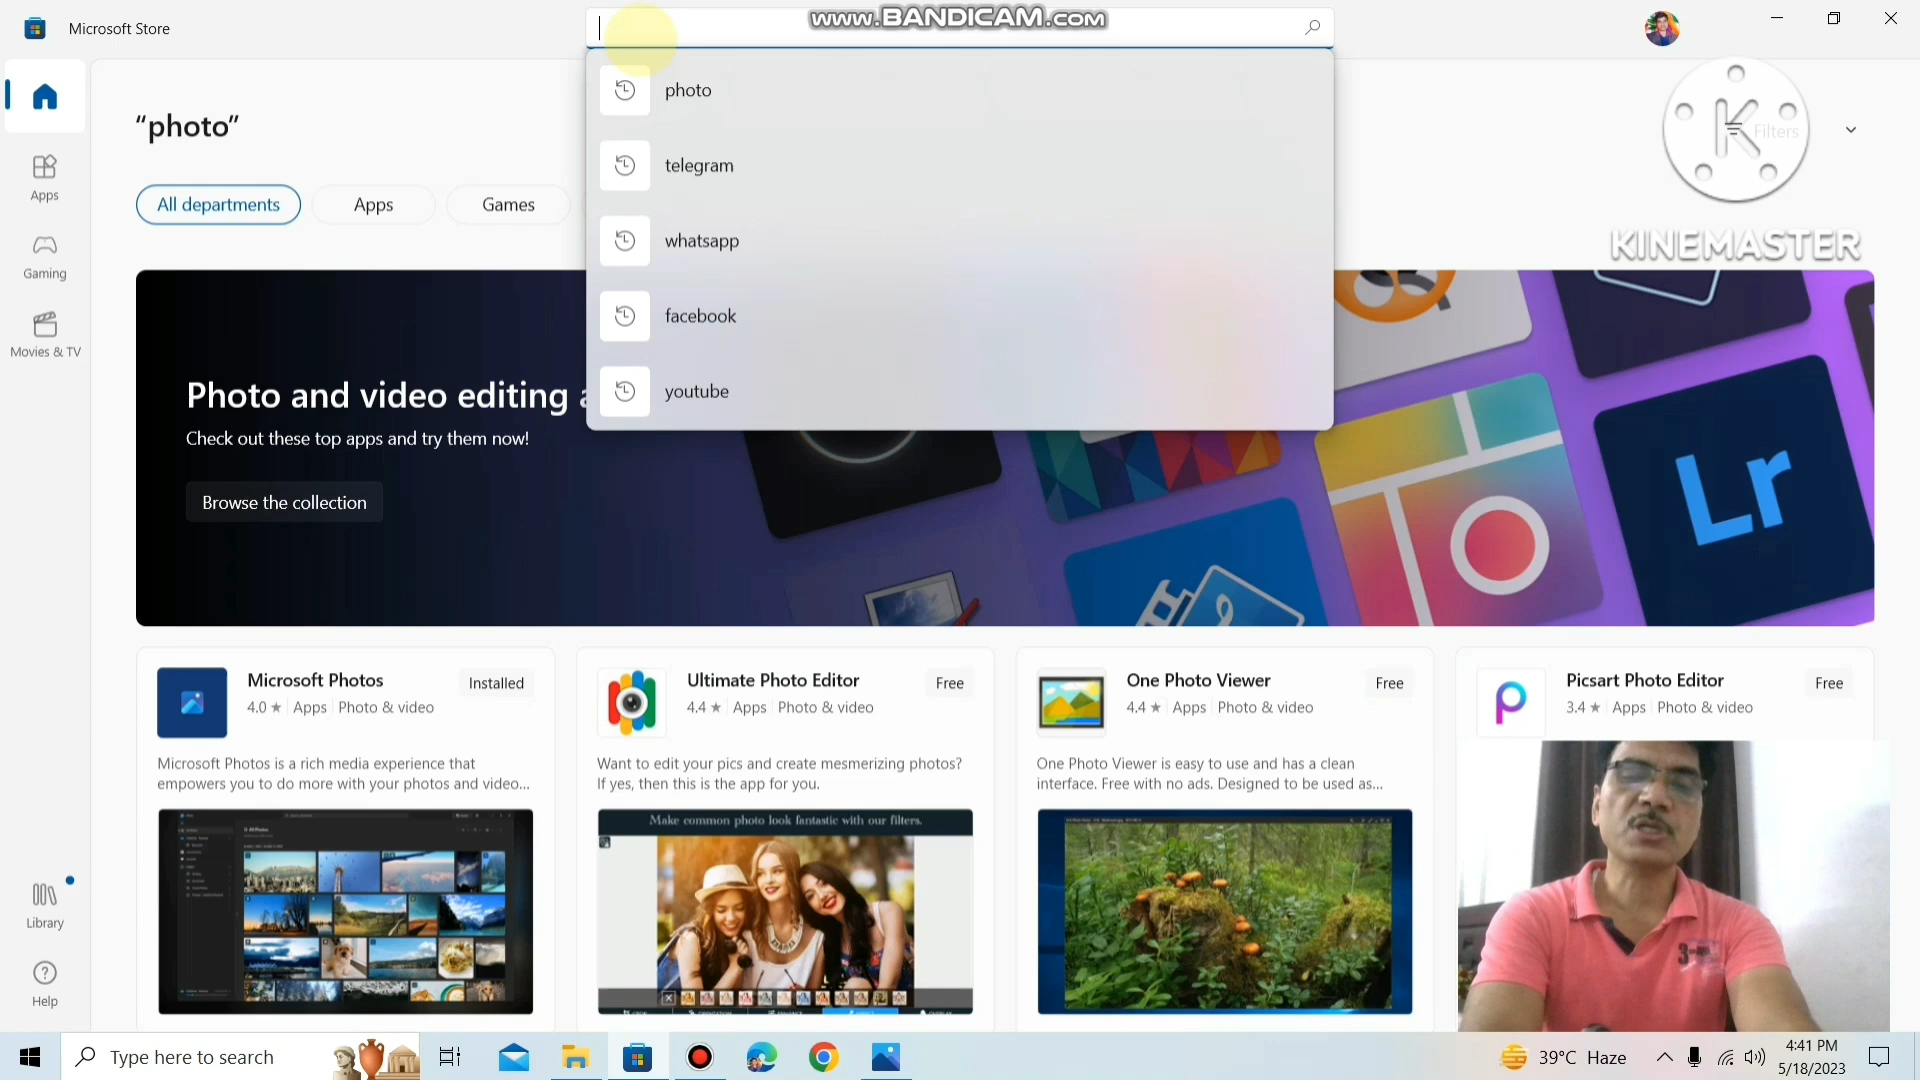 Microsoft Store
www.BANDICAM.com
photo
telegram
whatsapp
facebook
youtube
“photo”
Filters
All departments
Apps
Games
KINEMASTER
Apps
Gaming
Movies & TV
Library
Help
Photo and video editing
Check out these top apps and try them now!
Browse the collection
Lr
Microsoft Photos
Installed
4.0 ★ Apps Photo & video
Microsoft Photos is a rich media experience that
empowers you to do more with your photos and video...
Ultimate Photo Editor
Free
4.4 ★ Apps Photo & video
Want to edit your pics and create mesmerizing photos?
If yes, then this is the app for you.
Make common photo look fantastic with our filters.
One Photo Viewer
Free
4.4 ★ Apps Photo & video
One Photo Viewer is easy to use and has a clean
interface. Free with no ads. Designed to be used as...
Picsart Photo Editor
Free
3.4 ★ Apps Photo & video
Type here to search
39°C Haze
4:41 PM
5/18/2023